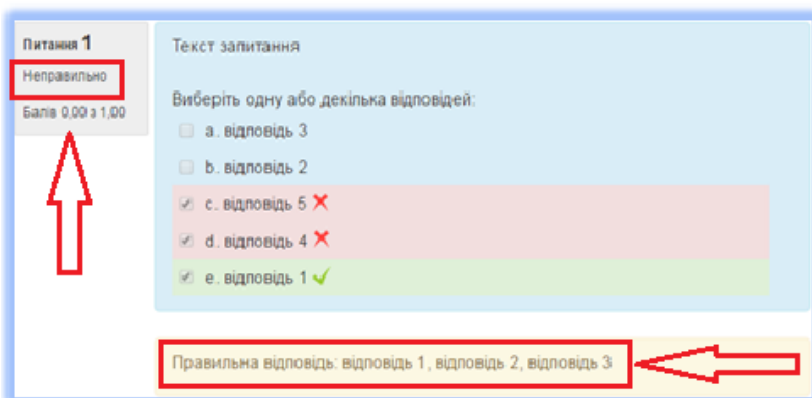 Питання 1
Неправильно
Балів 0,00 з 1,00
Текст запитання
Виберіть одну або декілька відповідей:
a. відповідь 3
b. відповідь 2
c. відповідь 5
d. відповідь 4
e. відповідь 1
Правильна відповідь: відповідь 1, відповідь 2, відповідь 3